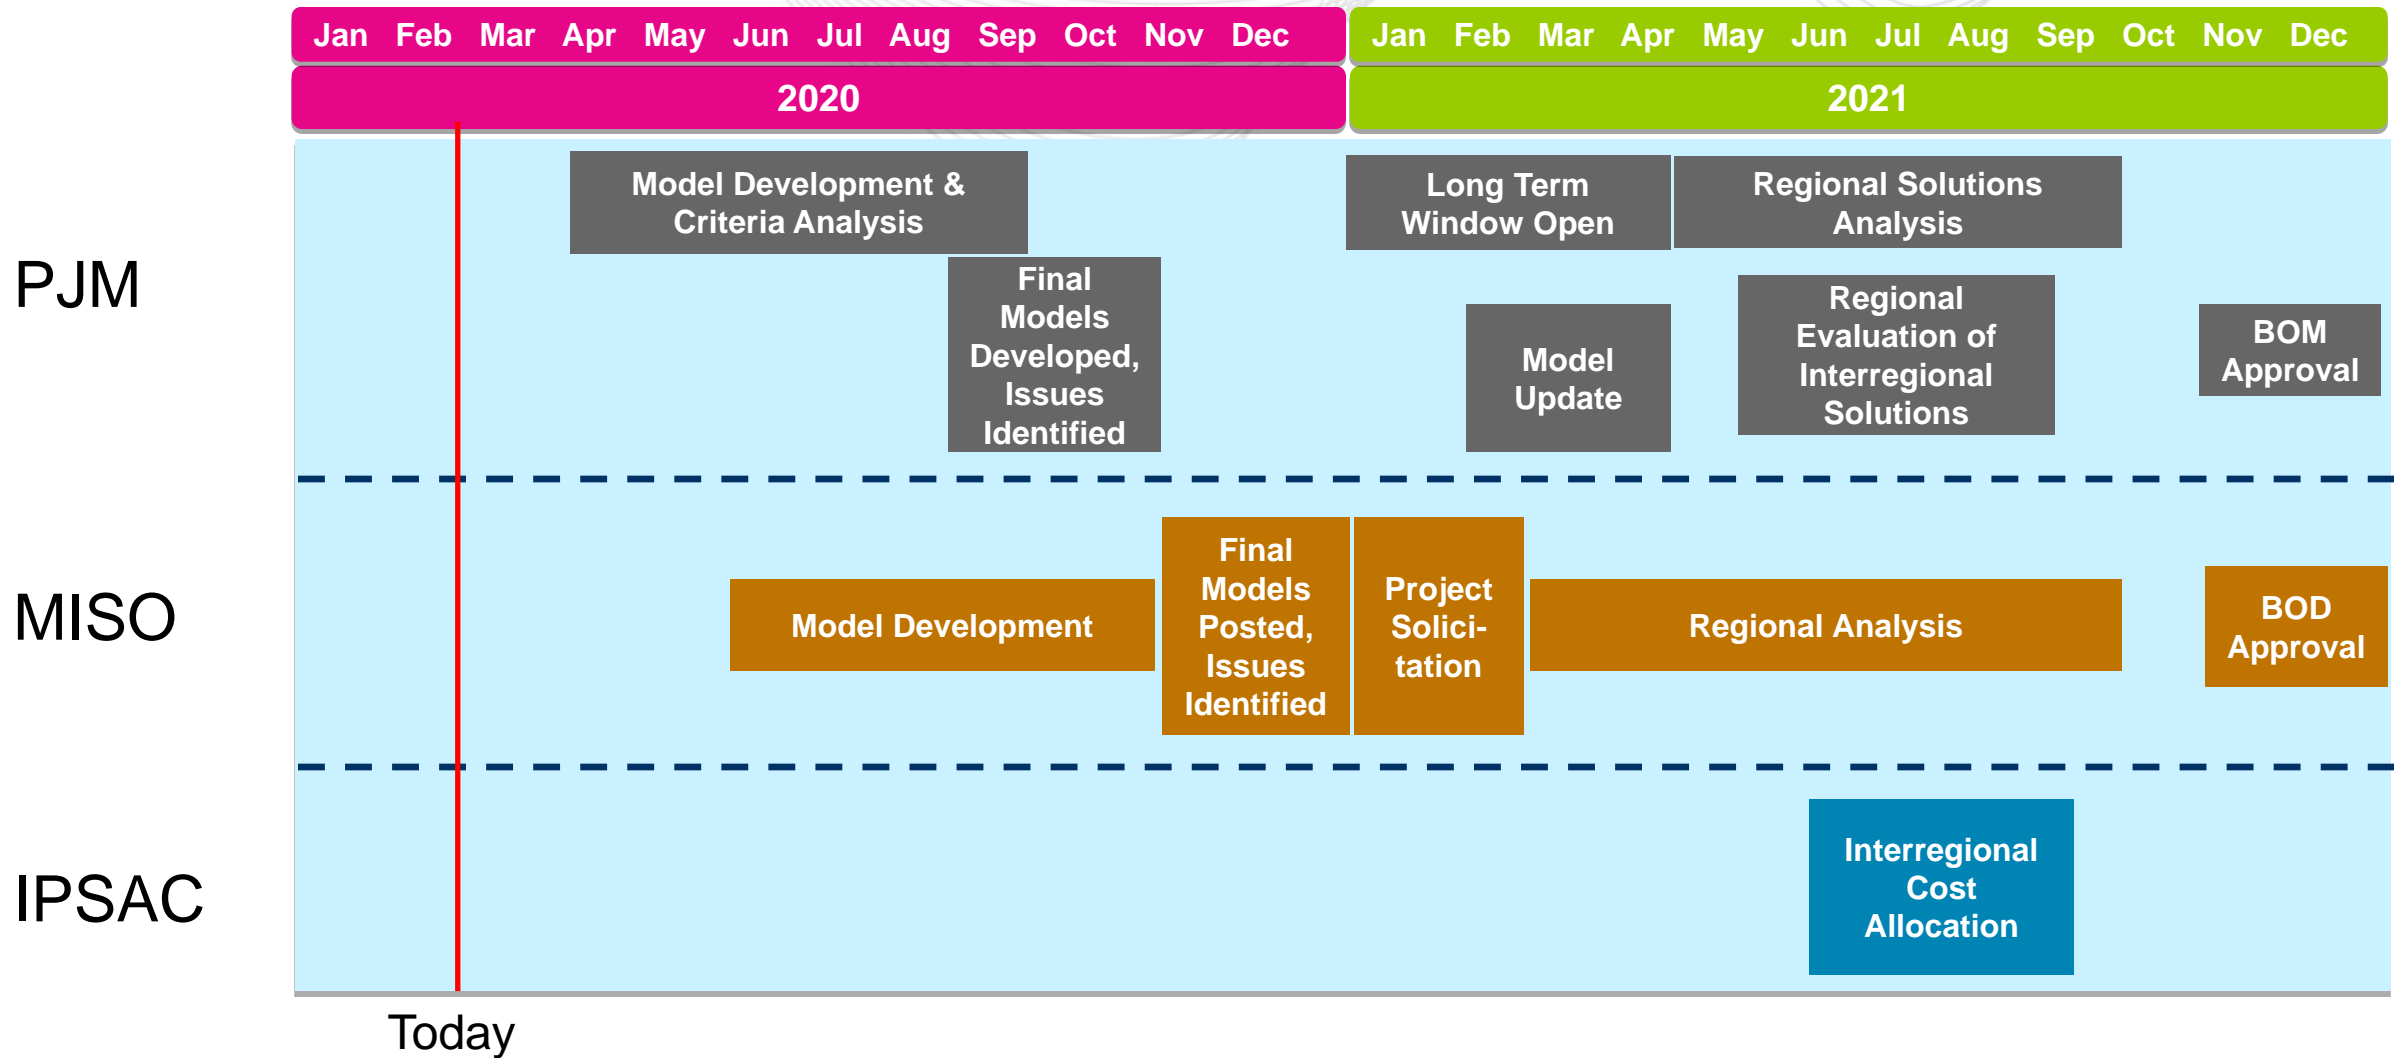 Jan Feb Mar Apr May Jun Jul Aug Sep Oct Nov Dec
Jan Feb Mar Apr May Jun Jul Aug Sep Oct Nov Dec
2020
2021
PJM
Model Development &
Criteria Analysis
Final
Models
Developed,
Issues
Identified
Long Term
Window Open
Regional Solutions
Analysis
Model
Update
Regional
Evaluation of
Interregional
Solutions
BOM
Approval
MISO
Model Development
Final
Models
Posted,
Issues
Identified
Project
Solici-
tation
Regional Analysis
BOD
Approval
IPSAC
Interregional
Cost
Allocation
Today